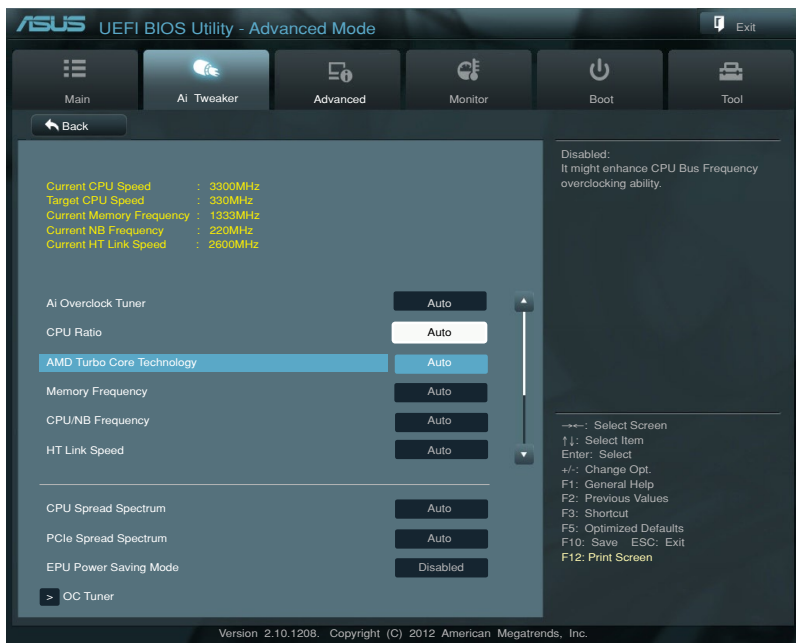 ASUS UEFI BIOS Utility - Advanced Mode
Exit
Main
Ai Tweaker
Advanced
Monitor
Boot
Tool
Back
Current CPU Speed : 3300MHz
Target CPU Speed : 330MHz
Current Memory Frequency : 1333MHz
Current NB Frequency : 220MHz
Current HT Link Speed : 2600MHz
Ai Overclock Tuner Auto
CPU Ratio Auto
AMD Turbo Core Technology Auto
Memory Frequency Auto
CPU/NB Frequency Auto
HT Link Speed Auto
CPU Spread Spectrum Auto
PCIe Spread Spectrum Auto
EPU Power Saving Mode Disabled
> OC Tuner
Disabled:
It might enhance CPU Bus Frequency
overclocking ability.
→←: Select Screen
↑↓: Select Item
Enter: Select
+/-: Change Opt.
F1: General Help
F2: Previous Values
F3: Shortcut
F5: Optimized Defaults
F10: Save ESC: Exit
F12: Print Screen
Version 2.10.1208. Copyright (C) 2012 American Megatrends, Inc.